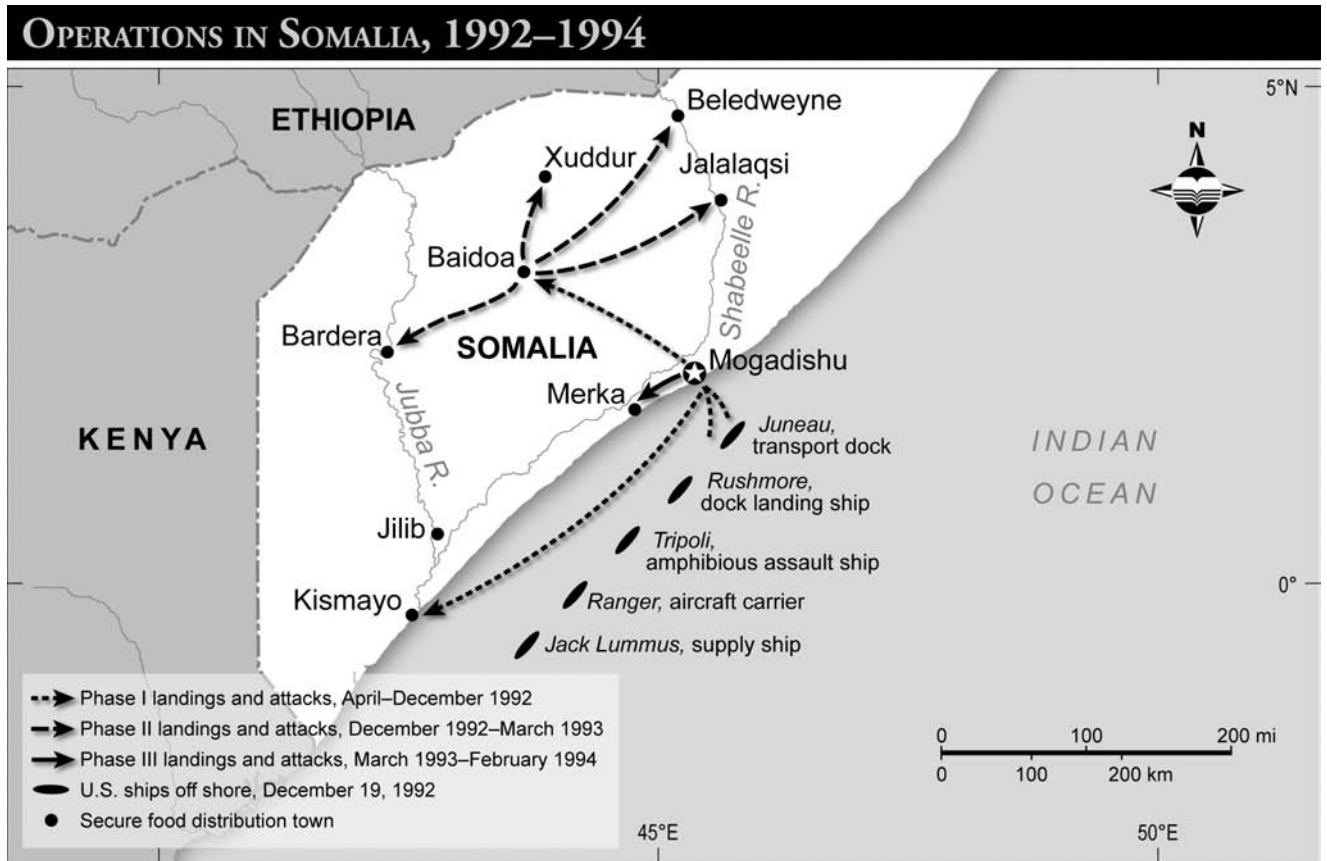 OPERATIONS IN SOMALIA, 1992–1994
5°N
ETHIOPIA
Beledweyne
N
Xuddur
Jalalaqsi
Baidoa
Shabeelle R.
Bardera
SOMALIA
Mogadishu
Merka
Jubba R.
KENYA
Juneau,
transport dock
INDIAN
OCEAN
Rushmore,
dock landing ship
Jilib
Tripoli,
amphibious assault ship
0°
Kismayo
Ranger, aircraft carrier
Jack Lummus, supply ship
Phase I landings and attacks, April–December 1992
Phase II landings and attacks, December 1992–March 1993
Phase III landings and attacks, March 1993–February 1994
U.S. ships off shore, December 19, 1992
Secure food distribution town
0 100 200 mi
0 100 200 km
45°E
50°E